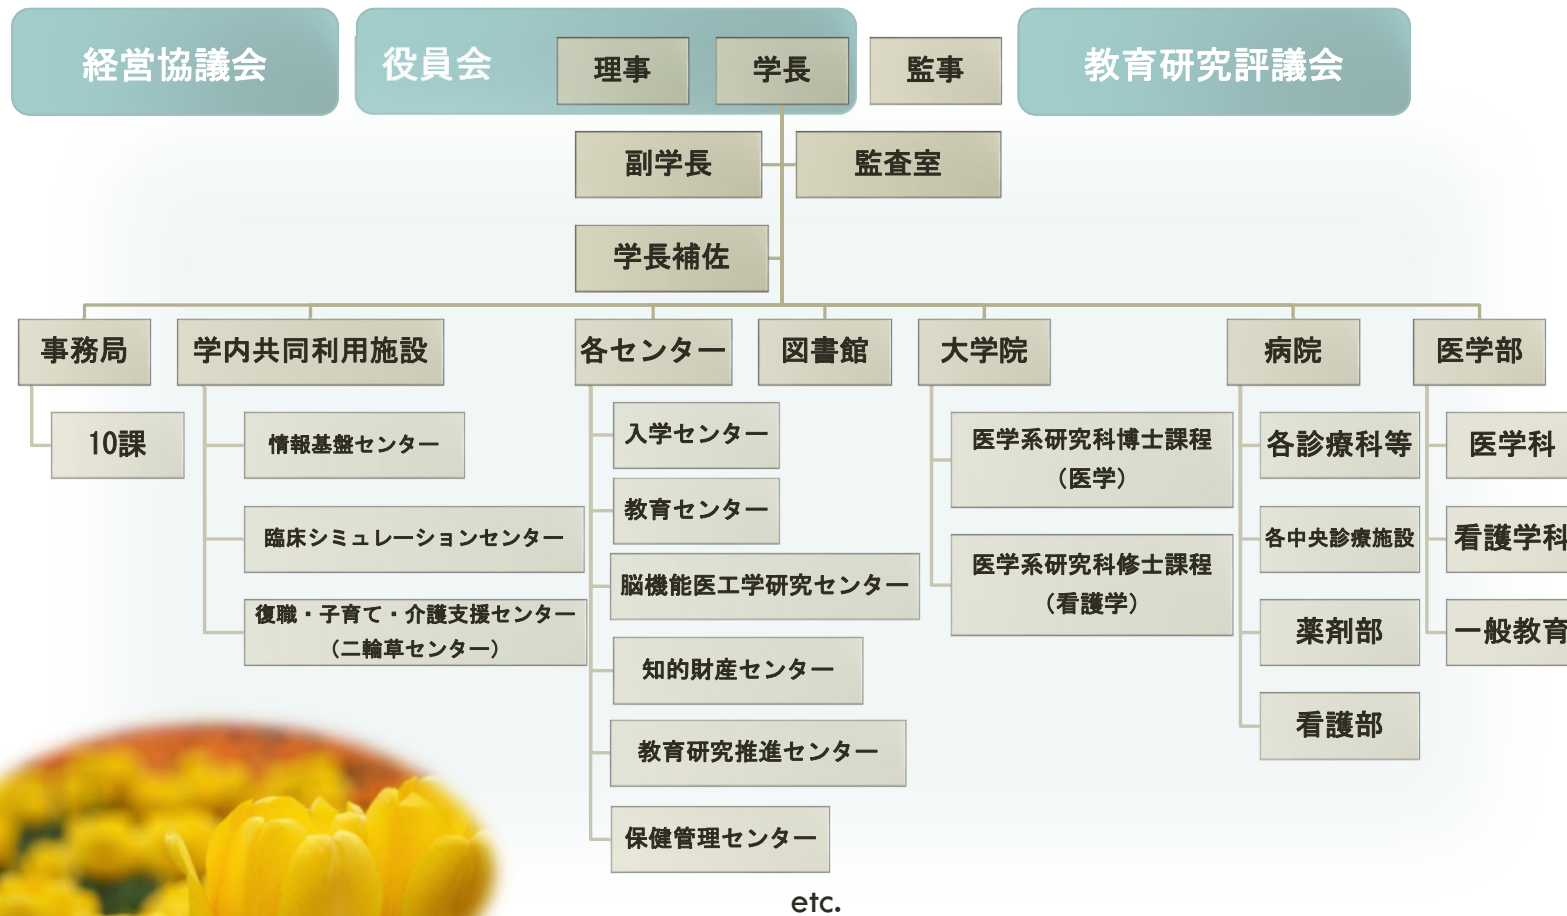 経営協議会
役員会
理事
学長
監事
教育研究評議会
副学長
監査室
学長補佐
事務局
学内共同利用施設
各センター
図書館
大学院
病院
医学部
10課
情報基盤センター
臨床シミュレーションセンター
復職・子育て・介護支援センター
（二輪草センター）
入学センター
教育センター
脳機能医工学研究センター
知的財産センター
教育研究推進センター
保健管理センター
医学系研究科博士課程
（医学）
医学系研究科修士課程
（看護学）
各診療科等
各中央診療施設
薬剤部
看護部
医学科
看護学科
一般教育
etc.